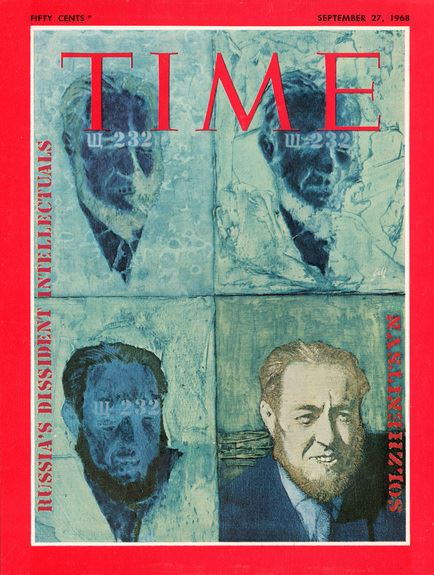 FIFTY CENTS *
SEPTEMBER 27, 1968
TIME
Ш-232
Ш-232
RUSSIA'S DISSIDENT INTELLECTUALS
Ш 232
SOLZHENITSYN